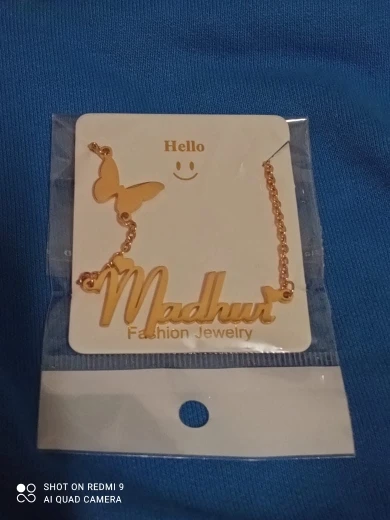 Hello
Madhuri
Fashion Jewelry
SHOT ON REDMI 9
AI QUAD CAMERA